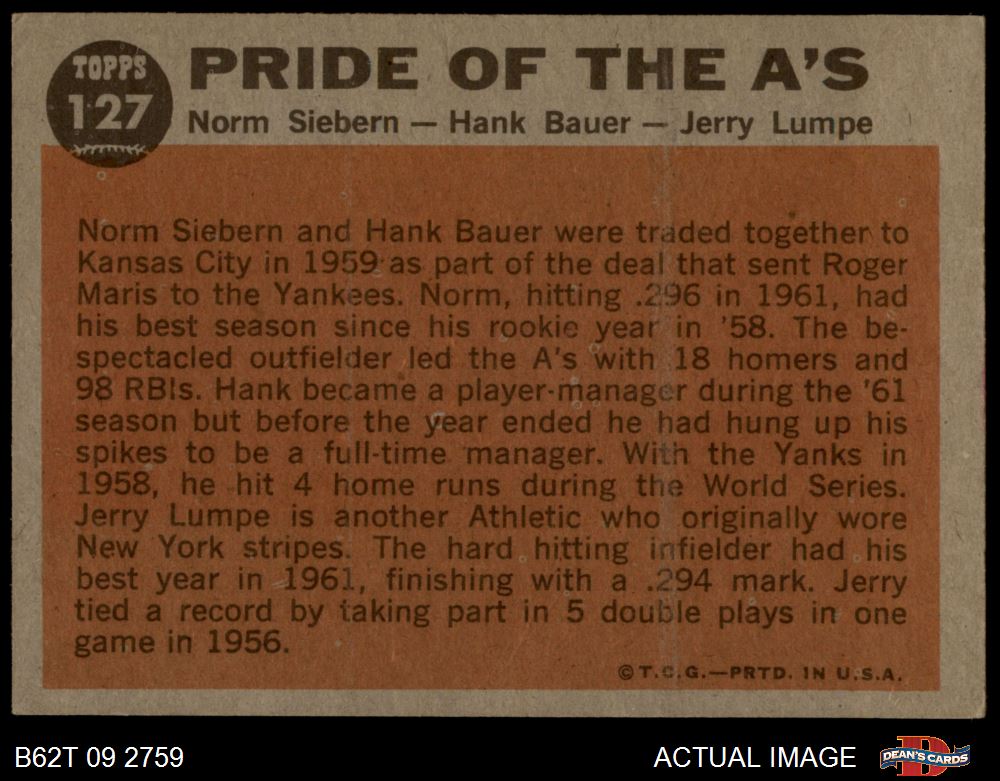 TOPPS
127
PRIDE OF THE A'S
Norm Siebern — Hank Bauer — Jerry Lumpe
Norm Siebern and Hank Bauer were traded together to
Kansas City in 1959 as part of the deal that sent Roger
Maris to the Yankees. Norm, hitting .296 in 1961, had
his best season since his rookie year in '58. The be-
spectacled outfielder led the A's with 18 homers and
98 RBIs. Hank became a player-manager during the '61
season but before the year ended he had hung up his
spikes to be a full-time manager. With the Yanks in
1958, he hit 4 home runs during the World Series.
Jerry Lumpe is another Athletic who originally wore
New York stripes. The hard hitting infielder had his
best year in 1961, finishing with a .294 mark. Jerry
tied a record by taking part in 5 double plays in one
game in 1956.
© T.C.G.—PRTD. IN U.S.A.
B62T 09 2759
ACTUAL IMAGE
D
DEAN'S CARDS